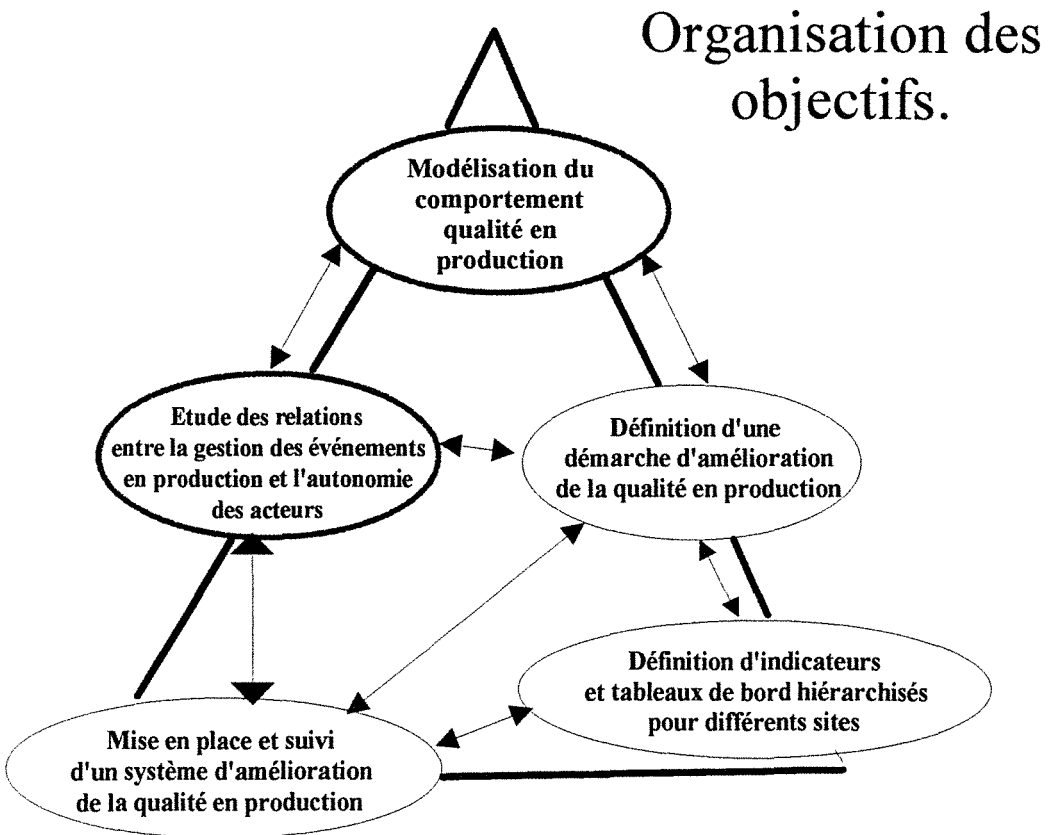 Organisation des
objectifs.
Modélisation du
comportement
qualité en
production
Etude des relations
entre la gestion des événements
en production et l'autonomie
des acteurs
Définition d'une
démarche d'amélioration
de la qualité en production
Définition d'indicateurs
et tableaux de bord hiérarchisés
pour différents sites
Mise en place et suivi
d'un système d'amélioration
de la qualité en production